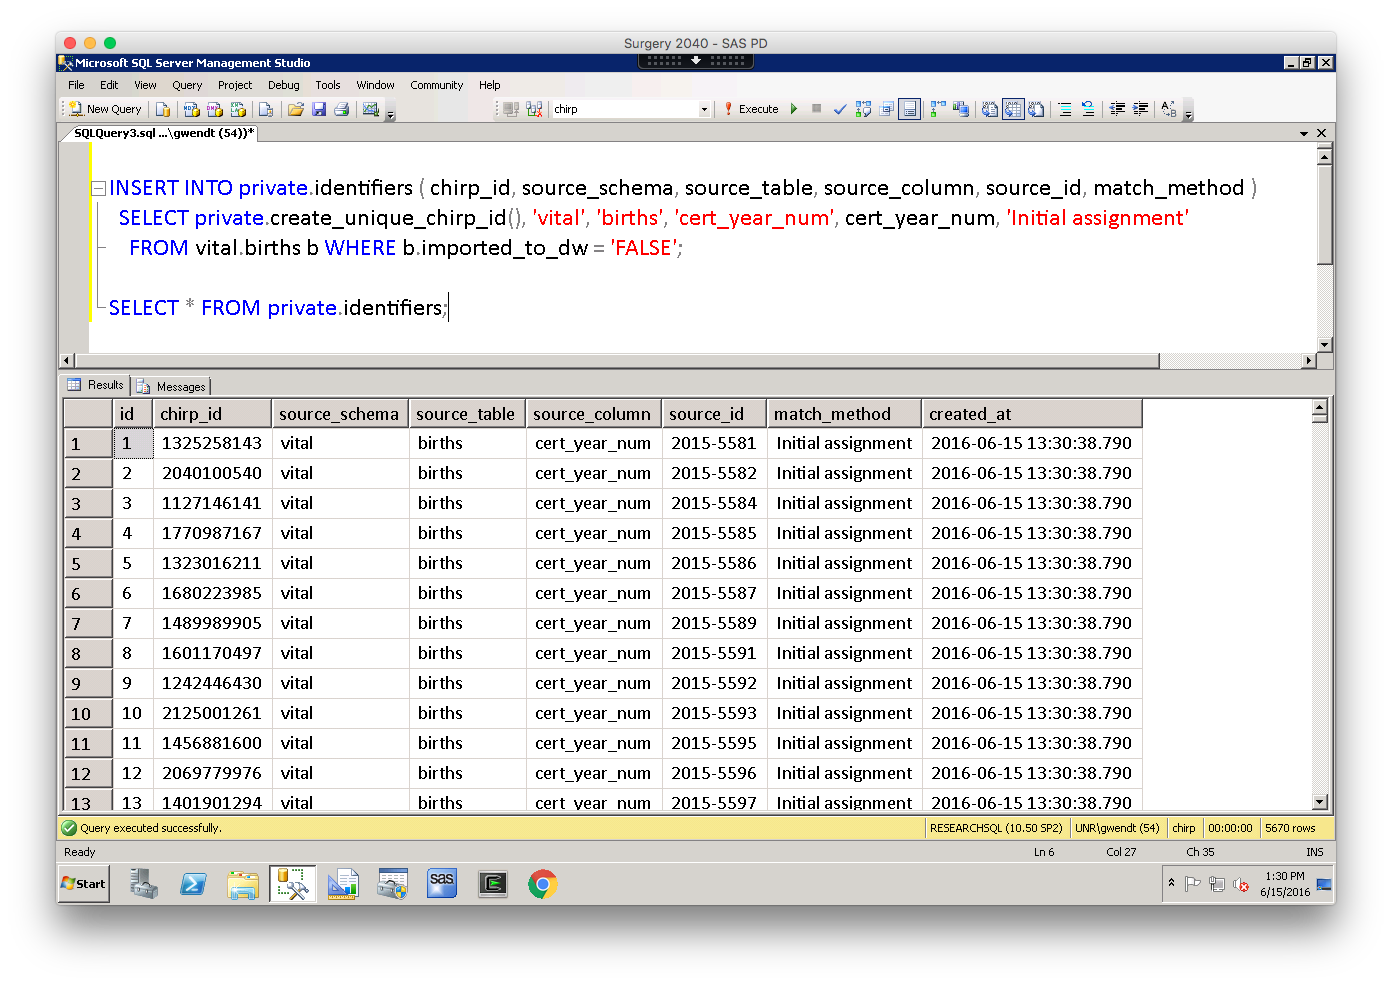 Surgery 2040 - SAS PD
Microsoft SQL Server Management Studio
File Edit View Query Project Debug Tools Window Community Help
New Query chirp Execute
SQLQuery3.sql ...\gwendt (54))*
INSERT INTO private.identifiers ( chirp_id, source_schema, source_table, source_column, source_id, match_method )
SELECT private.create_unique_chirp_id(), 'vital', 'births', 'cert_year_num', cert_year_num, 'Initial assignment'
FROM vital.births b WHERE b.imported_to_dw = 'FALSE';
SELECT * FROM private.identifiers;
Results Messages
id chirp_id source_schema source_table source_column source_id match_method created_at
1 1 1325258143 vital births cert_year_num 2015-5581 Initial assignment 2016-06-15 13:30:38.790
2 2 2040100540 vital births cert_year_num 2015-5582 Initial assignment 2016-06-15 13:30:38.790
3 3 1127146141 vital births cert_year_num 2015-5584 Initial assignment 2016-06-15 13:30:38.790
4 4 1770987167 vital births cert_year_num 2015-5585 Initial assignment 2016-06-15 13:30:38.790
5 5 1323016211 vital births cert_year_num 2015-5586 Initial assignment 2016-06-15 13:30:38.790
6 6 1680223985 vital births cert_year_num 2015-5587 Initial assignment 2016-06-15 13:30:38.790
7 7 1489989905 vital births cert_year_num 2015-5589 Initial assignment 2016-06-15 13:30:38.790
8 8 1601170497 vital births cert_year_num 2015-5591 Initial assignment 2016-06-15 13:30:38.790
9 9 1242446430 vital births cert_year_num 2015-5592 Initial assignment 2016-06-15 13:30:38.790
10 10 2125001261 vital births cert_year_num 2015-5593 Initial assignment 2016-06-15 13:30:38.790
11 11 1456881600 vital births cert_year_num 2015-5595 Initial assignment 2016-06-15 13:30:38.790
12 12 2069779976 vital births cert_year_num 2015-5596 Initial assignment 2016-06-15 13:30:38.790
13 13 1401901294 vital births cert_year_num 2015-5597 Initial assignment 2016-06-15 13:30:38.790
Query executed successfully. RESEARCHSQL (10.50 SP2) UNR\gwendt (54) chirp 00:00:00 5670 rows
Ready Ln 6 Col 27 Ch 35 INS
Start sas 1:30 PM
6/15/2016